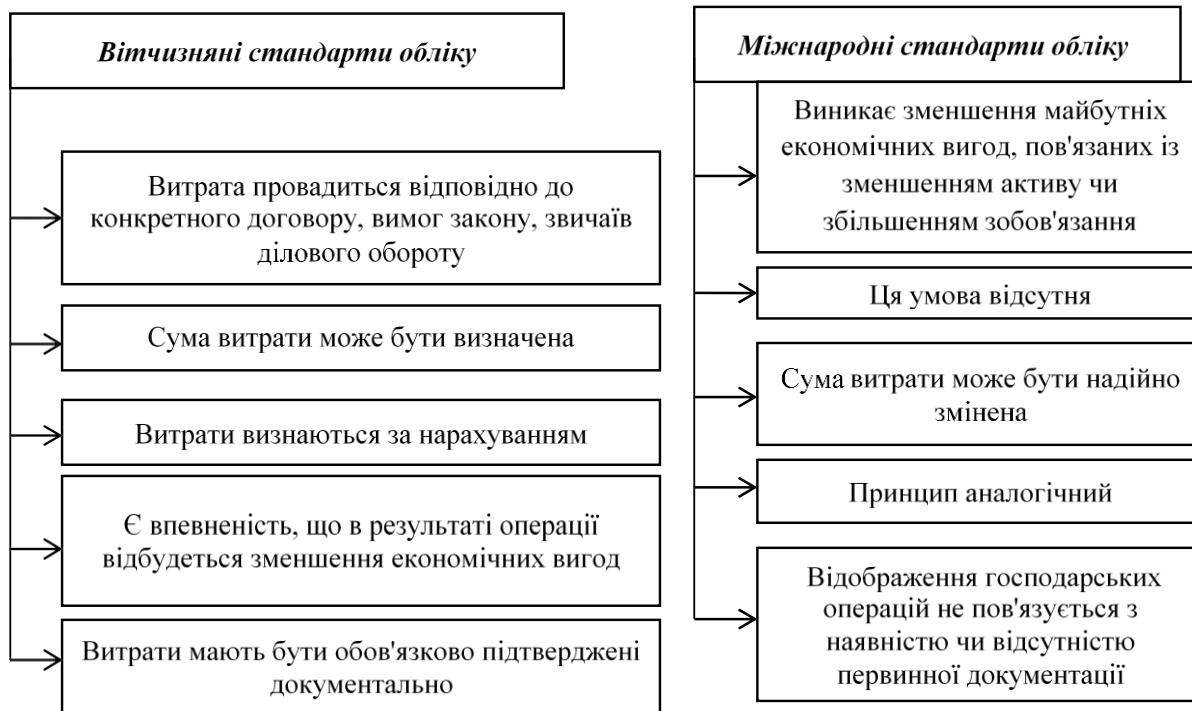 Вітчизняні стандарти обліку
Витрата провадиться відповідно до
конкретного договору, вимог закону, звичаїв
ділового обороту
Сума витрати може бути визначена
Витрати визнаються за нарахуванням
Є впевненість, що в результаті операції
відбудеться зменшення економічних вигод
Витрати мають бути обов'язково підтверджені
документально
Міжнародні стандарти обліку
Виникає зменшення майбутніх
економічних вигод, пов'язаних із
зменшенням активу чи
збільшенням зобов'язання
Ця умова відсутня
Сума витрати може бути надійно
змінена
Принцип аналогічний
Відображення господарських
операцій не пов'язується з
наявністю чи відсутністю
первинної документації